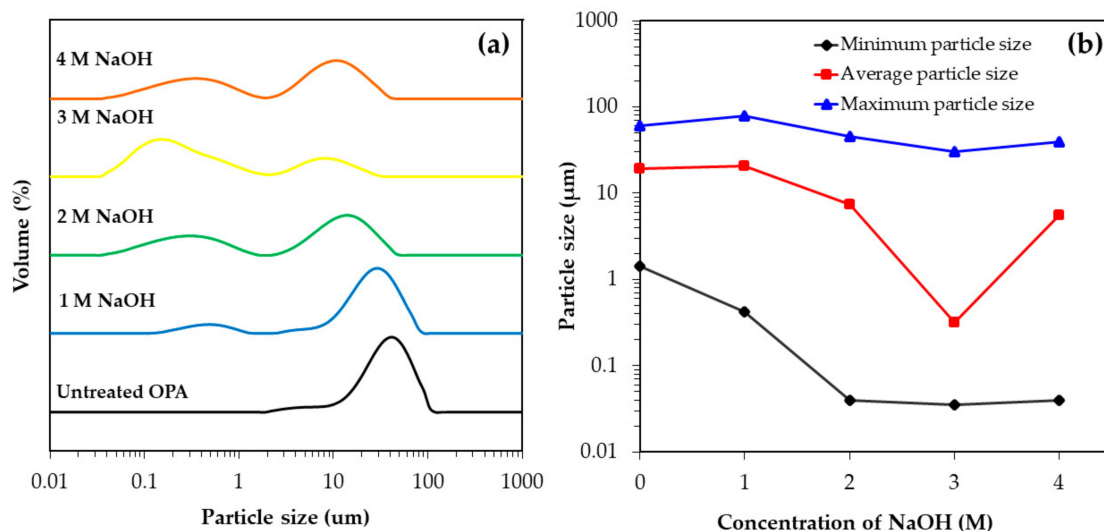 (a)
4 M NaOH
3 M NaOH
2 M NaOH
1 M NaOH
Untreated OPA
Volume (%)
0.01 0.1 1 10 100 1000
Particle size (um)
(b)
Minimum particle size
Average particle size
Maximum particle size
1000
100
10
1
0.1
0.01
Particle size (μm)
0 1 2 3 4
Concentration of NaOH (M)